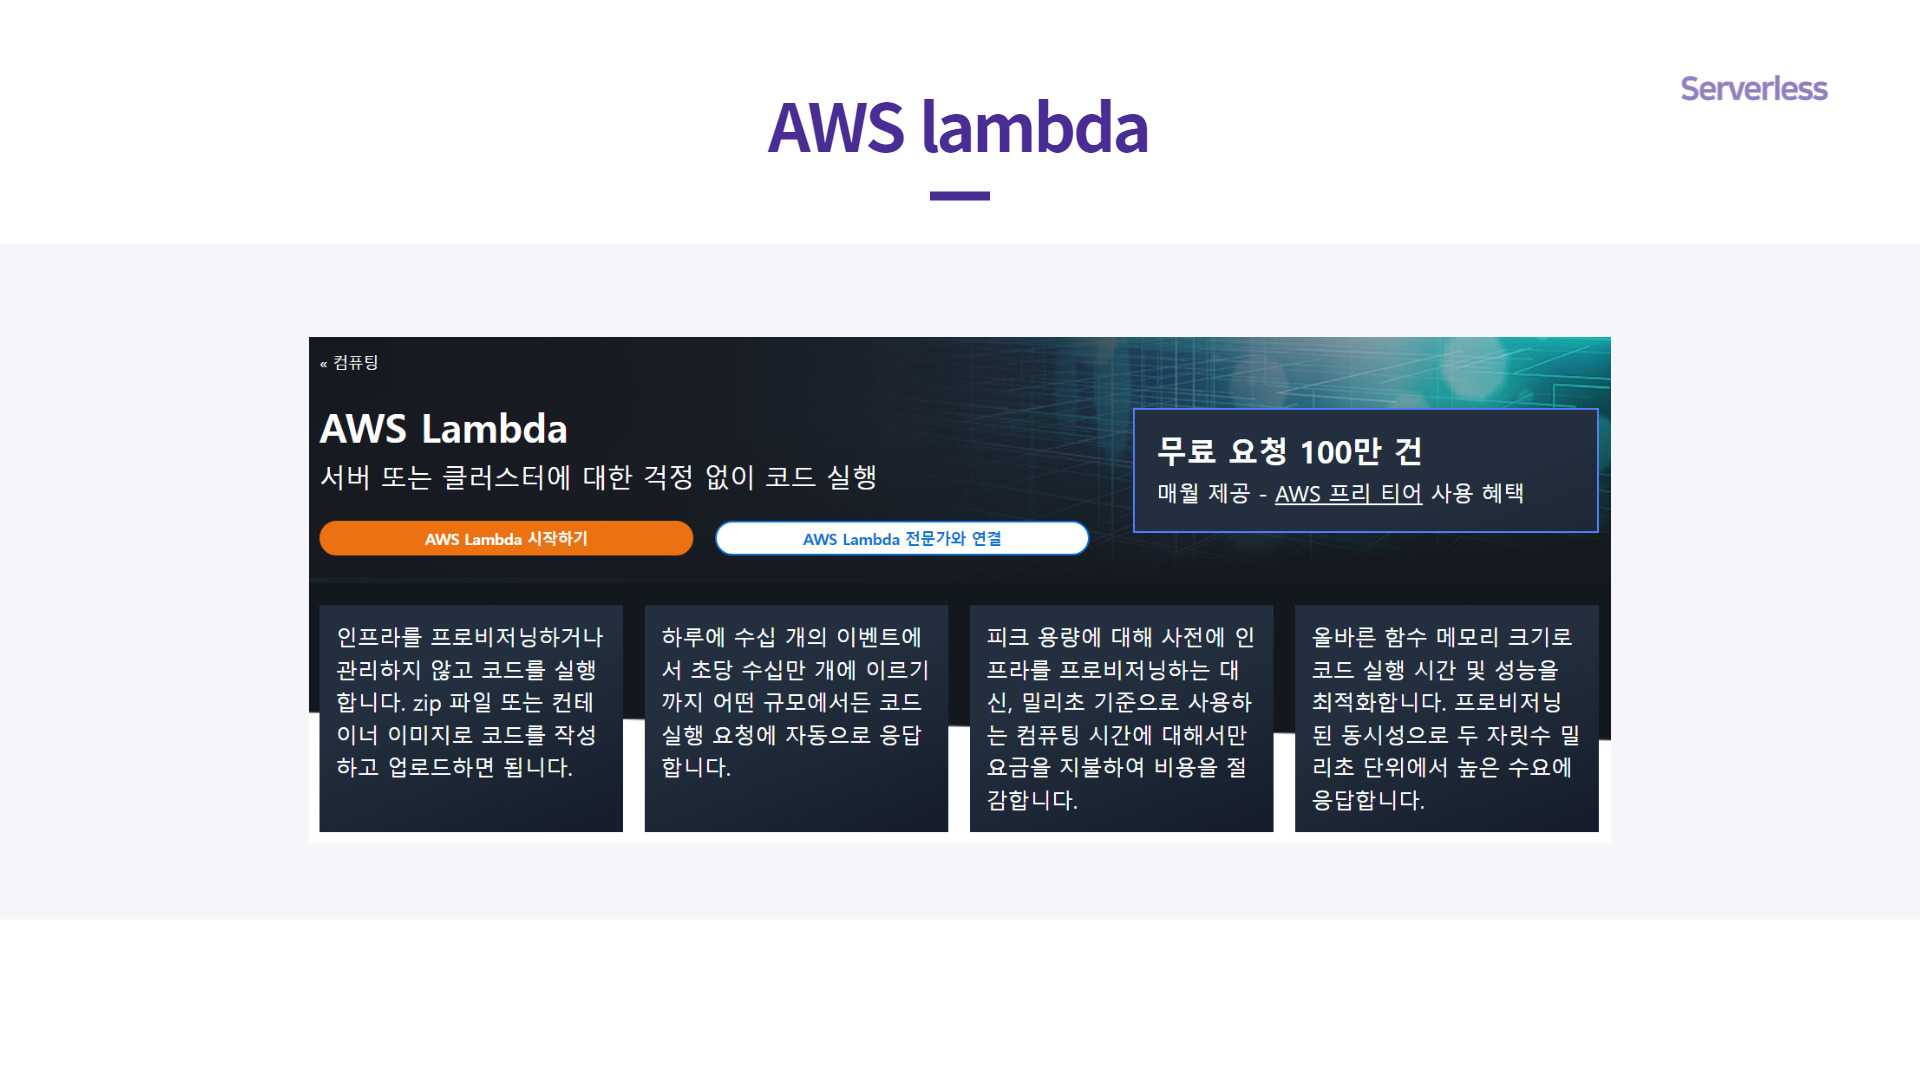 Serverless
AWS lambda
« 컴퓨팅
AWS Lambda
서버 또는 클러스터에 대한 걱정 없이 코드 실행
AWS Lambda 시작하기
AWS Lambda 전문가와 연결
무료 요청 100만 건
매월 제공 - AWS 프리 티어 사용 혜택
인프라를 프로비저닝하거나
관리하지 않고 코드를 실행
합니다. zip 파일 또는 컨테
이너 이미지로 코드를 작성
하고 업로드하면 됩니다.
하루에 수십 개의 이벤트에
서 초당 수십만 개에 이르기
까지 어떤 규모에서든 코드
실행 요청에 자동으로 응답
합니다.
피크 용량에 대해 사전에 인
프라를 프로비저닝하는 대
신, 밀리초 기준으로 사용하
는 컴퓨팅 시간에 대해서만
요금을 지불하여 비용을 절
감합니다.
올바른 함수 메모리 크기로
코드 실행 시간 및 성능을
최적화합니다. 프로비저닝
된 동시성으로 두 자릿수 밀
리초 단위에서 높은 수요에
응답합니다.